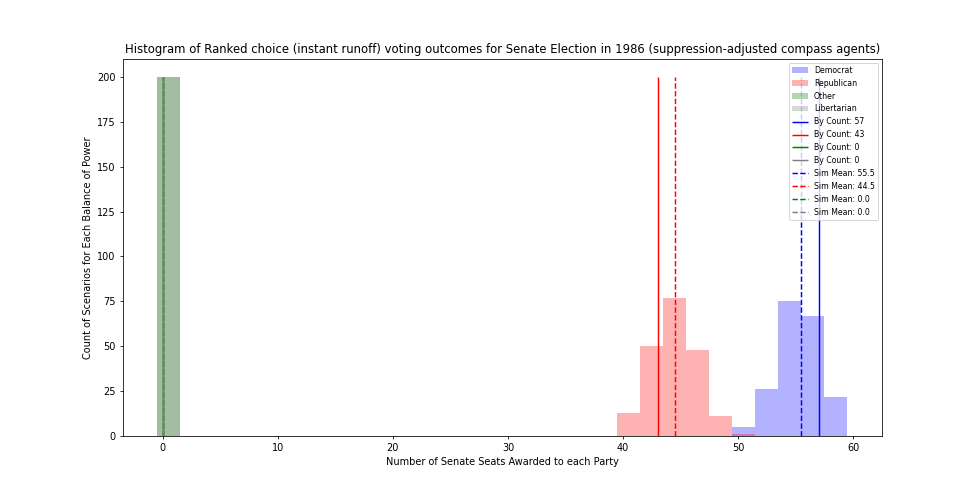 Histogram of Ranked choice (instant runoff) voting outcomes for Senate Election in 1986 (suppression-adjusted compass agents)
Democrat
Republican
Other
Libertarian
By Count: 57
By Count: 43
By Count: 0
By Count: 0
Sim Mean: 55.5
Sim Mean: 44.5
Sim Mean: 0.0
Sim Mean: 0.0
Count of Scenarios for Each Balance of Power
200
175
150
125
100
75
50
25
0
0 10 20 30 40 50 60
Number of Senate Seats Awarded to each Party